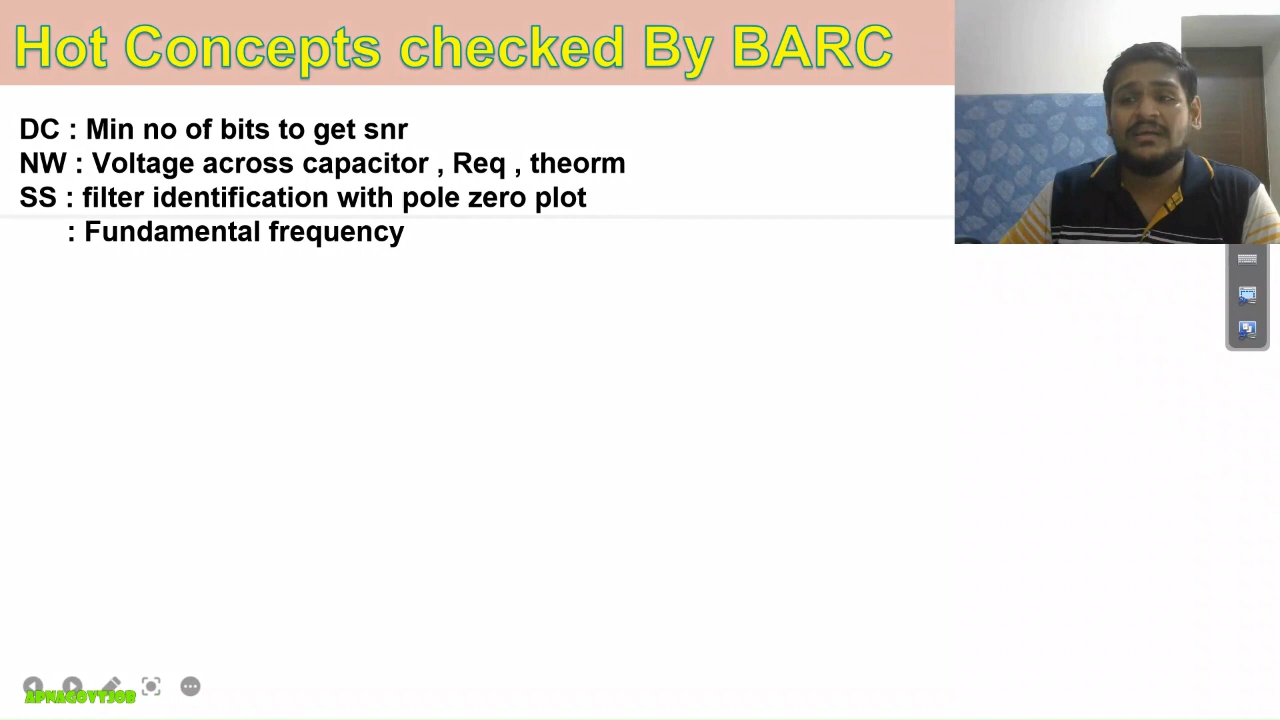 Hot Concepts checked By BARC
DC : Min no of bits to get snr
NW : Voltage across capacitor , Req , theorm
SS : filter identification with pole zero plot
: Fundamental frequency
APNAGOVTJOB